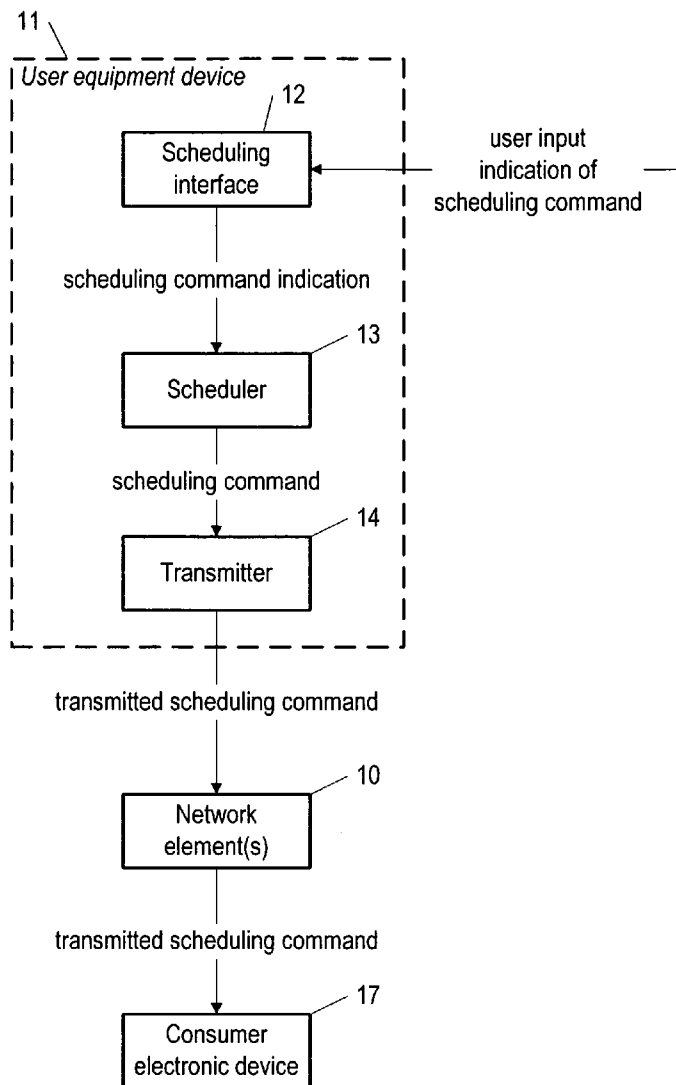 11
User equipment device
12
Scheduling
interface
user input
indication of
scheduling command
scheduling command indication
13
Scheduler
scheduling command
14
Transmitter
transmitted scheduling command
10
Network
element(s)
transmitted scheduling command
17
Consumer
electronic device